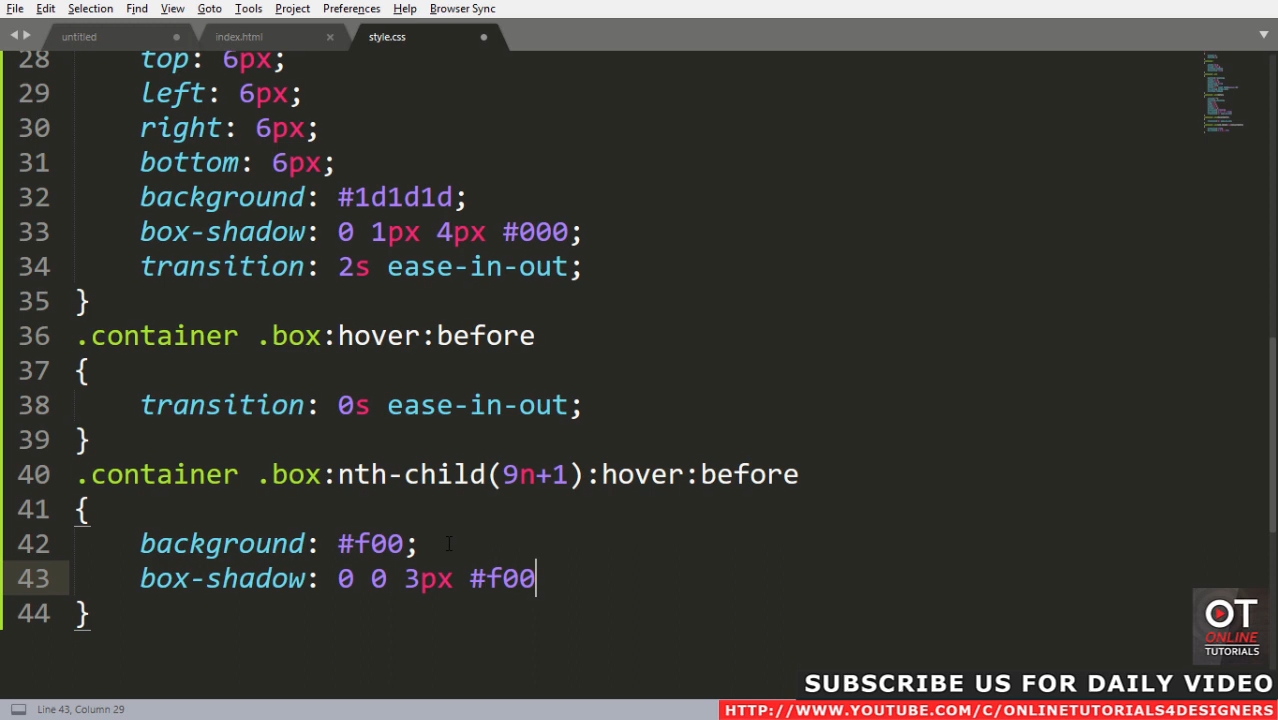 File Edit Selection Find View Goto Tools Project Preferences Help Browser Sync
untitled index.html style.css
28 top: 6px;
29 left: 6px;
30 right: 6px;
31 bottom: 6px;
32 background: #1d1d1d;
33 box-shadow: 0 1px 4px #000;
34 transition: 2s ease-in-out;
35 }
36 .container .box:hover:before
37 {
38 transition: 0s ease-in-out;
39 }
40 .container .box:nth-child(9n+1):hover:before
41 {
42 background: #f00;
43 box-shadow: 0 0 3px #f00
44 }
OT
ONLINE
TUTORIALS
SUBSCRIBE US FOR DAILY VIDEO
Line 43, Column 29
HTTP://WWW.YOUTUBE.COM/C/ONLINETUTORIALS4DESIGNERS